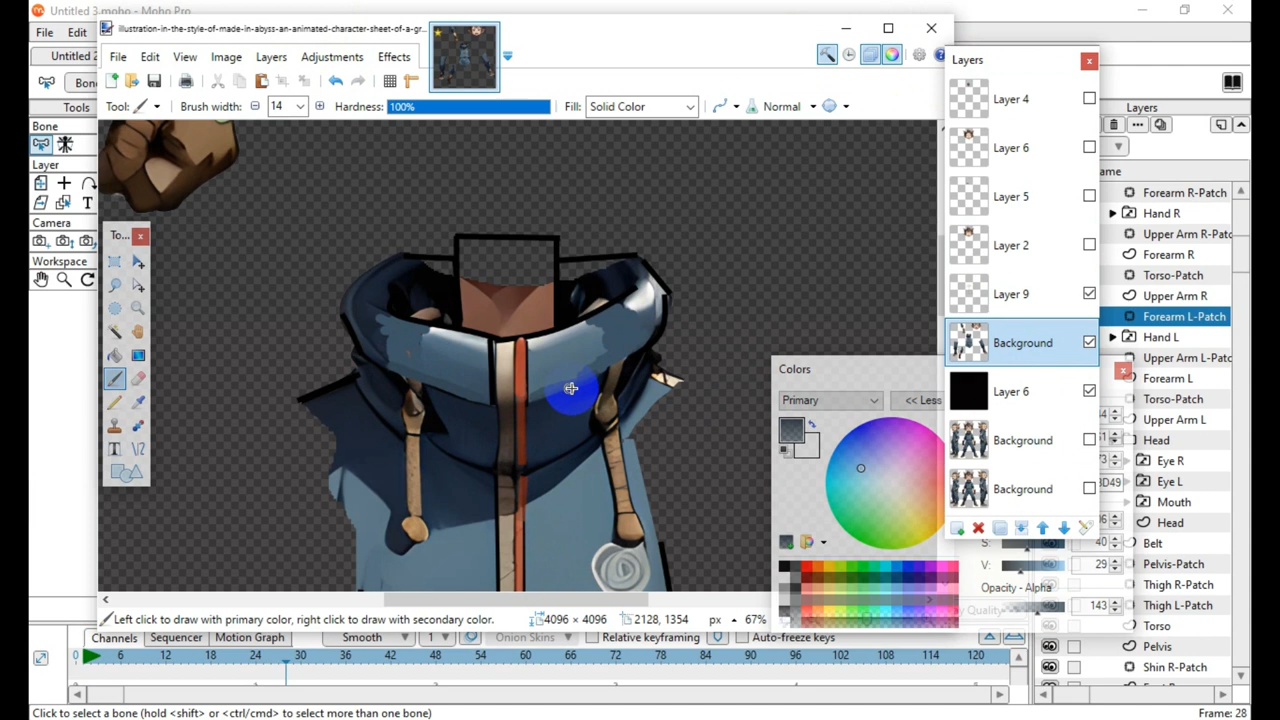 Untitled 3.moho
File Edit
Untitled 2
Bone
Tools
Bone
Layer
Camera
Workspace
illustration-in-the-style-of-made-in-abyss-an-animated-character-sheet-of-a-gr...
File Edit View Image Layers Adjustments Effects
Tool: Brush width: 14 Hardness: 100% Fill: Solid Color Normal
To... x
Layers x
Layer 4
Layer 6
Layer 5
Layer 2
Layer 9
Background
Layer 6
Background
Background
Colors
Primary << Less
S: 40
V: 29
Opacity - Alpha
143
Left click to draw with primary color, right click to draw with secondary color. 4096 × 4096 2128, 1354 px 67%
Layers
Forearm R-Patch
Hand R
Upper Arm R-Patc
Forearm R
Torso-Patch
Upper Arm R
Forearm L-Patch
Hand L
Upper Arm L-Patc
Forearm L
Torso-Patch
Upper Arm L
Head
Eye R
Eye L
Mouth
Head
Belt
Pelvis-Patch
Thigh R-Patch
Thigh L-Patch
Torso
Pelvis
Shin R-Patch
Channels Sequencer Motion Graph Smooth 1 Onion Skins Relative keyframing Auto-freeze keys
0 6 12 18 24 30 36 42 48 54 60 66 72 78 84 90 96 102 108 114 120
Click to select a bone (hold <shift> or <ctrl/cmd> to select more than one bone) Frame: 28